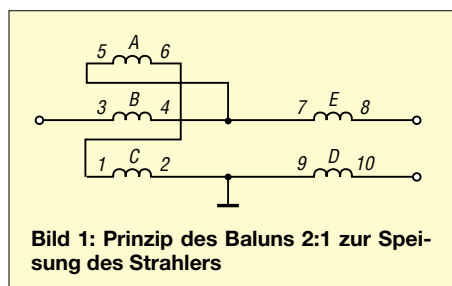 5 A 6
3 B 4 7 E 8
1 C 2 9 D 10
Bild 1: Prinzip des Baluns 2:1 zur Spei-
sung des Strahlers